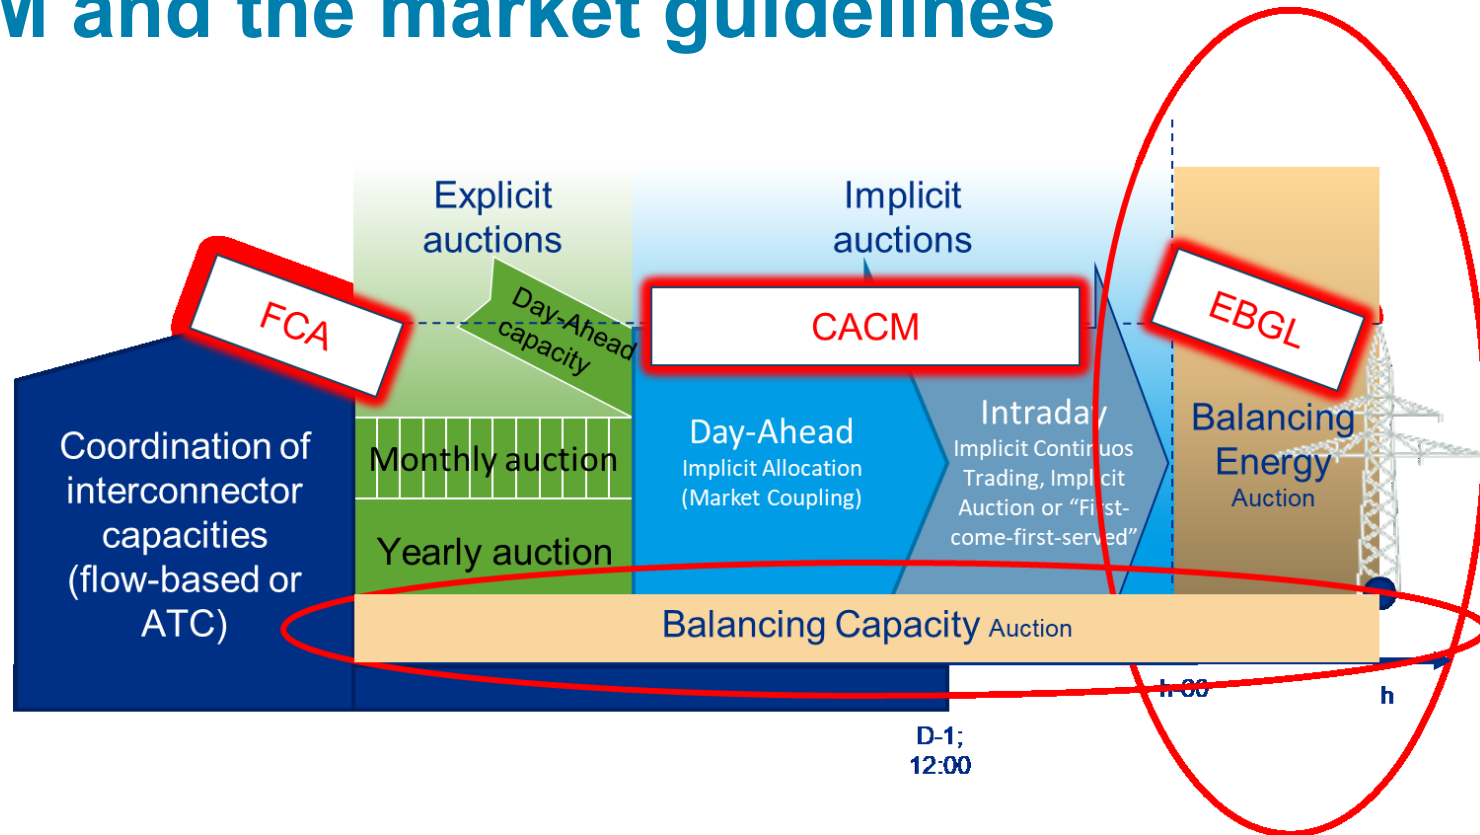 M and the market guidelines
Explicit
auctions
Implicit
auctions
FCA
Day-Ahead
capacity
CACM
EBGL
Coordination of
interconnector
capacities
(flow-based or
ATC)
Monthly auction
Yearly auction
Day-Ahead
Implicit Allocation
(Market Coupling)
Intraday
Implicit Continuos
Trading, Implicit
Auction or “First-
come-first-served”
Balancing
Energy
Auction
Balancing Capacity Auction
h
D-1;
12:00